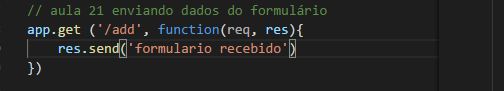 // aula 21 enviando dados do formulário
app.get ('/add', function(req, res){
res.send('formulario recebido')
})